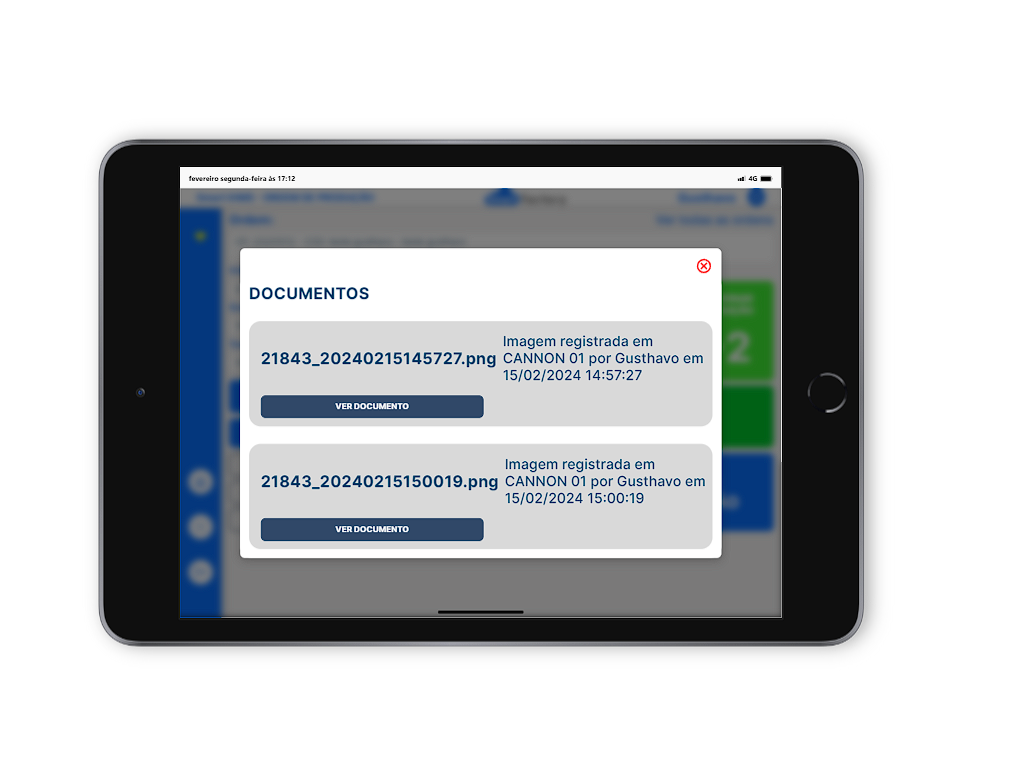 fevereiro segunda-feira às 17:12
4G
DOCUMENTOS
21843_20240215145727.png
Imagem registrada em
CANNON 01 por Gusthavo em
15/02/2024 14:57:27
VER DOCUMENTO
21843_20240215150019.png
Imagem registrada em
CANNON 01 por Gusthavo em
15/02/2024 15:00:19
VER DOCUMENTO
2